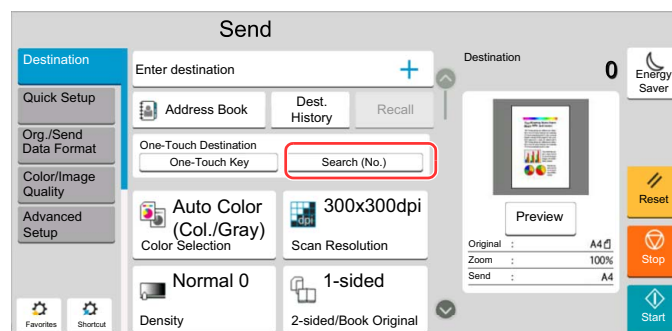 Send
Destination
Quick Setup
Org./Send
Data Format
Color/Image
Quality
Advanced
Setup
Favorites
Shortcut
Enter destination
Address Book
Dest.
History
Recall
One-Touch Destination
One-Touch Key
Search (No.)
Auto Color
(Col./Gray)
Color Selection
300x300dpi
Scan Resolution
Normal 0
Density
1-sided
2-sided/Book Original
Destination
0
Preview
Original : A4
Zoom : 100%
Send : A4
Energy
Saver
Reset
Stop
Start